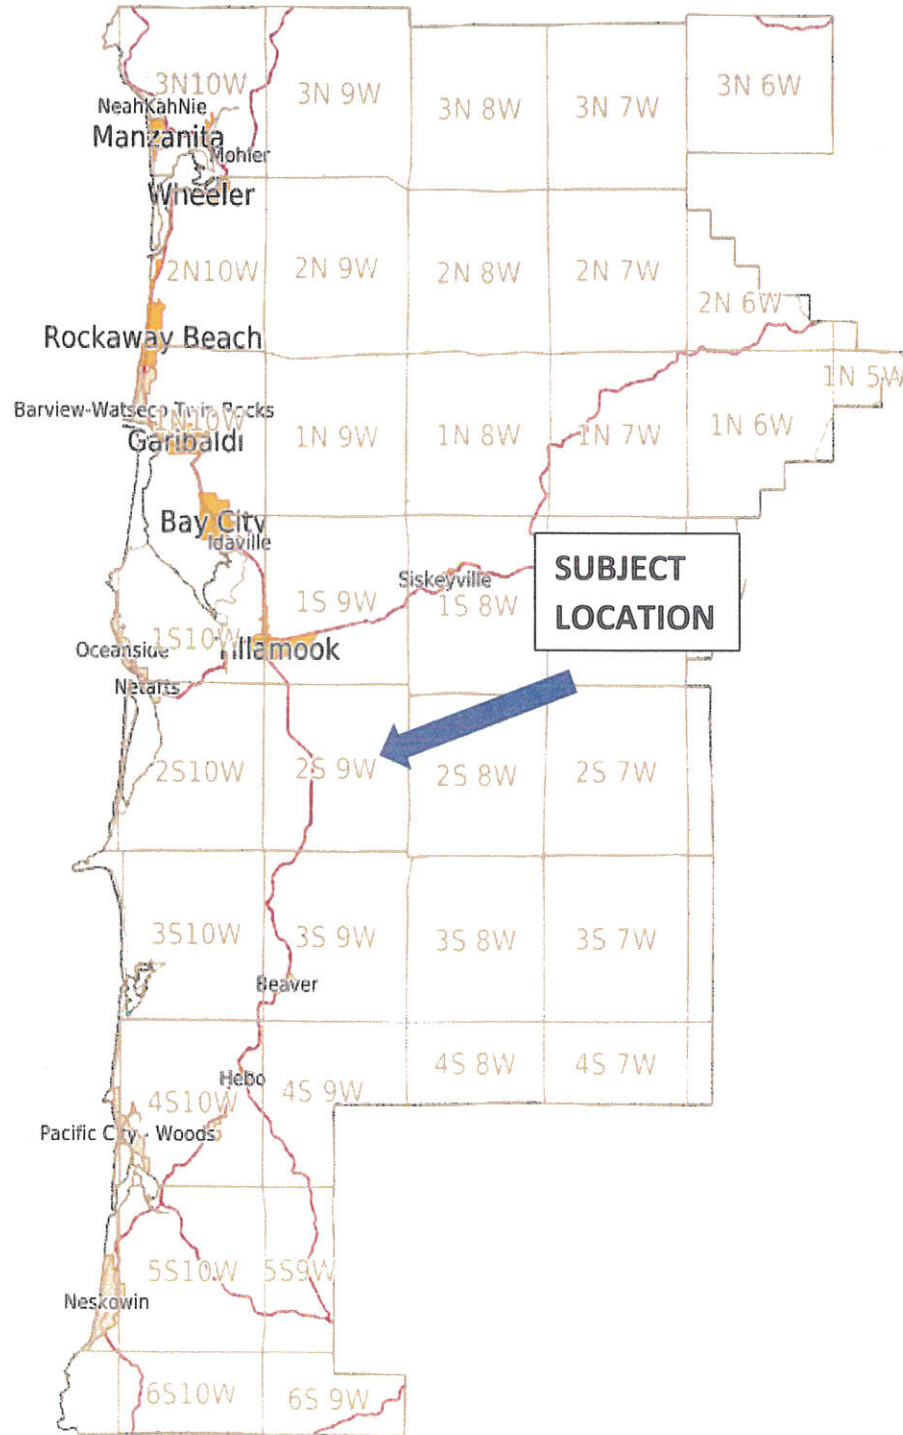 3N10W
3N 9W
3N 8W
3N 7W
3N 6W
NeahKahNie
Manzanita
Mohler
Wheeler
2N10W
2N 9W
2N 8W
2N 7W
2N 6W
Rockaway Beach
1N 5W
Barview-Watseco Twin Rocks
1N10W
1N 9W
1N 8W
1N 7W
1N 6W
Garibaldi
Bay City
Idaville
Siskeyville
SUBJECT
LOCATION
1S 9W
1S 8W
1S10W
Tillamook
Oceanside
Netarts
2S10W
2S 9W
2S 8W
2S 7W
3S10W
3S 9W
3S 8W
3S 7W
Beaver
Hebo
4S10W
4S 9W
4S 8W
4S 7W
Pacific City - Woods
5S10W
5S9W
Neskowin
6S10W
6S 9W